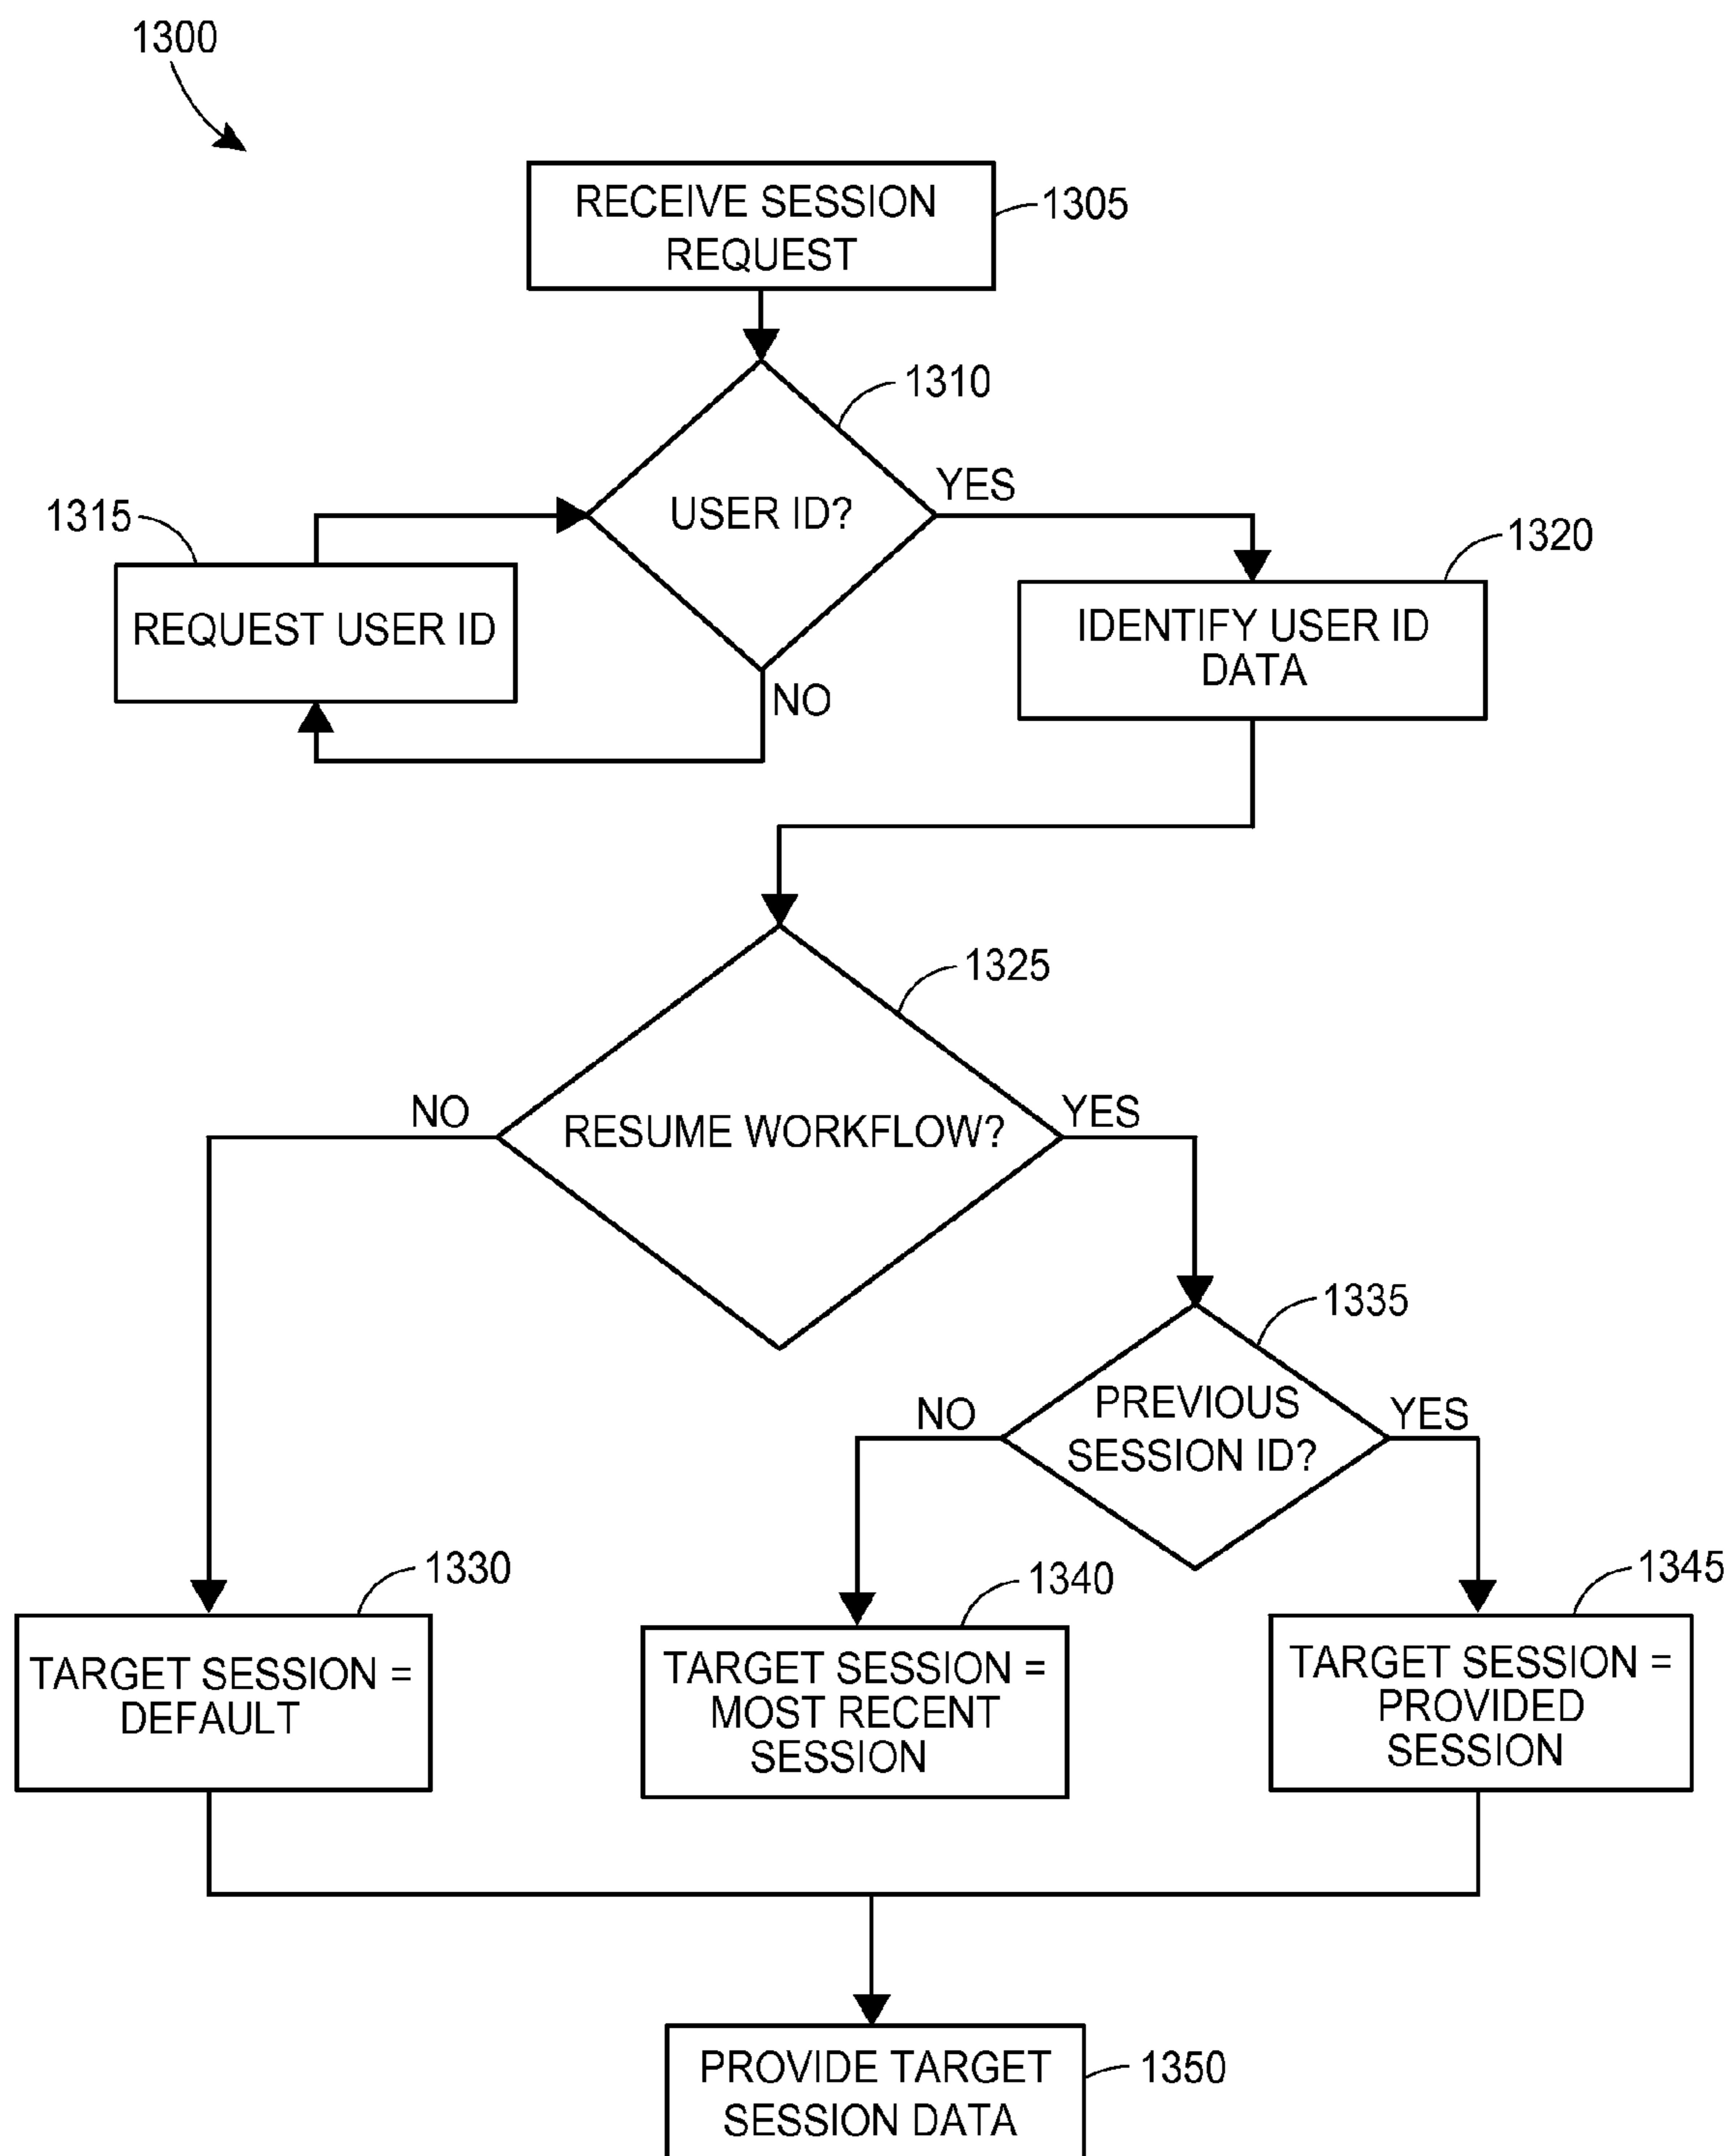 1300
RECEIVE SESSION
REQUEST
1305
1310
USER ID?
YES
NO
1315
REQUEST USER ID
1320
IDENTIFY USER ID
DATA
1325
RESUME WORKFLOW?
NO
YES
1335
PREVIOUS
SESSION ID?
NO
YES
1330
TARGET SESSION =
DEFAULT
1340
TARGET SESSION =
MOST RECENT
SESSION
1345
TARGET SESSION =
PROVIDED
SESSION
PROVIDE TARGET
SESSION DATA
1350